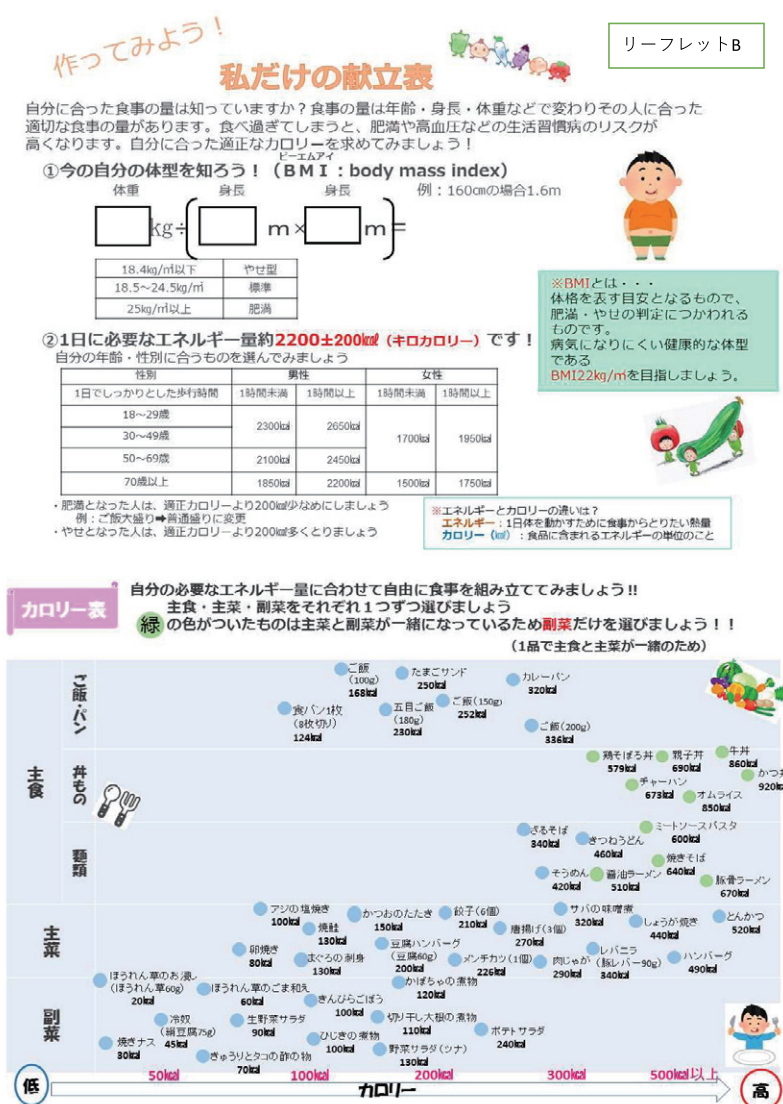 リーフレットB
作ってみよう！
私だけの献立表
自分に合った食事の量は知っていますか？食事の量は年齢・身長・体重などで変わりその人に合った
適切な食事の量があります。食べ過ぎてしまうと、肥満や高血圧などの生活習慣病のリスクが
高くなります。自分に合った適正なカロリーを求めてみましょう！
ビーエムアイ
①今の自分の体型を知ろう！（BMI：body mass index）
体重 身長 身長 例：160㎝の場合1.6m
kg÷( m× m)=
18.4kg/㎡以下 やせ型
18.5～24.5kg/㎡ 標準
25kg/㎡以上 肥満
※BMIとは・・・
体格を表す目安となるもので、
肥満・やせの判定につかわれる
ものです。
病気になりにくい健康的な体型
である
BMI22kg/㎡を目指しましょう。
②1日に必要なエネルギー量約2200±200㎉（キロカロリー）です！
自分の年齢・性別に合うものを選んでみましょう
性別 男性 女性
1日でしっかりとした歩行時間 1時間未満 1時間以上 1時間未満 1時間以上
18～29歳
30～49歳
2300㎉ 2650㎉
1700㎉ 1950㎉
50～69歳 2100㎉ 2450㎉
70歳以上 1850㎉ 2200㎉ 1500㎉ 1750㎉
・肥満となった人は、適正カロリーより200㎉少なめにしましょう
例：ご飯大盛り➡普通盛りに変更
・やせとなった人は、適正カロリーより200㎉多くとりましょう
※エネルギーとカロリーの違いは？
エネルギー：1日体を動かすために食事からとりたい熱量
カロリー（㎉）：食品に含まれるエネルギーの単位のこと
カロリー表
自分の必要なエネルギー量に合わせて自由に食事を組み立ててみましょう!!
主食・主菜・副菜をそれぞれ１つずつ選びましょう
緑の色がついたものは主菜と副菜が一緒になっているため副菜だけを選びましょう！！
（1品で主食と主菜が一緒のため）
主食
ご飯・パン
ご飯
(100g)
168㎉
たまごサンド
250㎉
カレーパン
320㎉
食パン1枚
(8枚切り)
124㎉
五目ご飯
(180g)
230㎉
ご飯(150g)
252㎉
ご飯(200g)
336㎉
丼もの
鶏そぼろ丼
579㎉
親子丼
690㎉
牛丼
860㎉
かつ丼
920㎉
チャーハン
673㎉
オムライス
850㎉
麺類
ざるそば
340㎉
きつねうどん
460㎉
ミートソースパスタ
600㎉
そうめん
420㎉
醤油ラーメン
510㎉
焼きそば
640㎉
豚骨ラーメン
670㎉
主菜
アジの塩焼き
100㎉
焼鮭
130㎉
かつおのたたき
150㎉
餃子(6個)
210㎉
唐揚げ(3個)
270㎉
サバの味噌煮
320㎉
しょうが焼き
440㎉
とんかつ
520㎉
卵焼き
80㎉
まぐろの刺身
130㎉
豆腐ハンバーグ
(豆腐60g)
200㎉
メンチカツ(1個)
226㎉
肉じゃが
290㎉
レバニラ
(豚レバー90g)
340㎉
ハンバーグ
490㎉
副菜
ほうれん草のお浸し
(ほうれん草60g)
20㎉
ほうれん草のごま和え
60㎉
きんぴらごぼう
100㎉
かぼちゃの煮物
120㎉
焼きナス
30㎉
冷奴
(絹豆腐75g)
45㎉
生野菜サラダ
90㎉
ひじきの煮物
100㎉
切り干し大根の煮物
110㎉
ポテトサラダ
240㎉
きゅうりとタコの酢の物
70㎉
野菜サラダ(ツナ)
130㎉
50㎉ 100㎉ 200㎉ 300㎉ 500㎉以上
低 カロリー 高